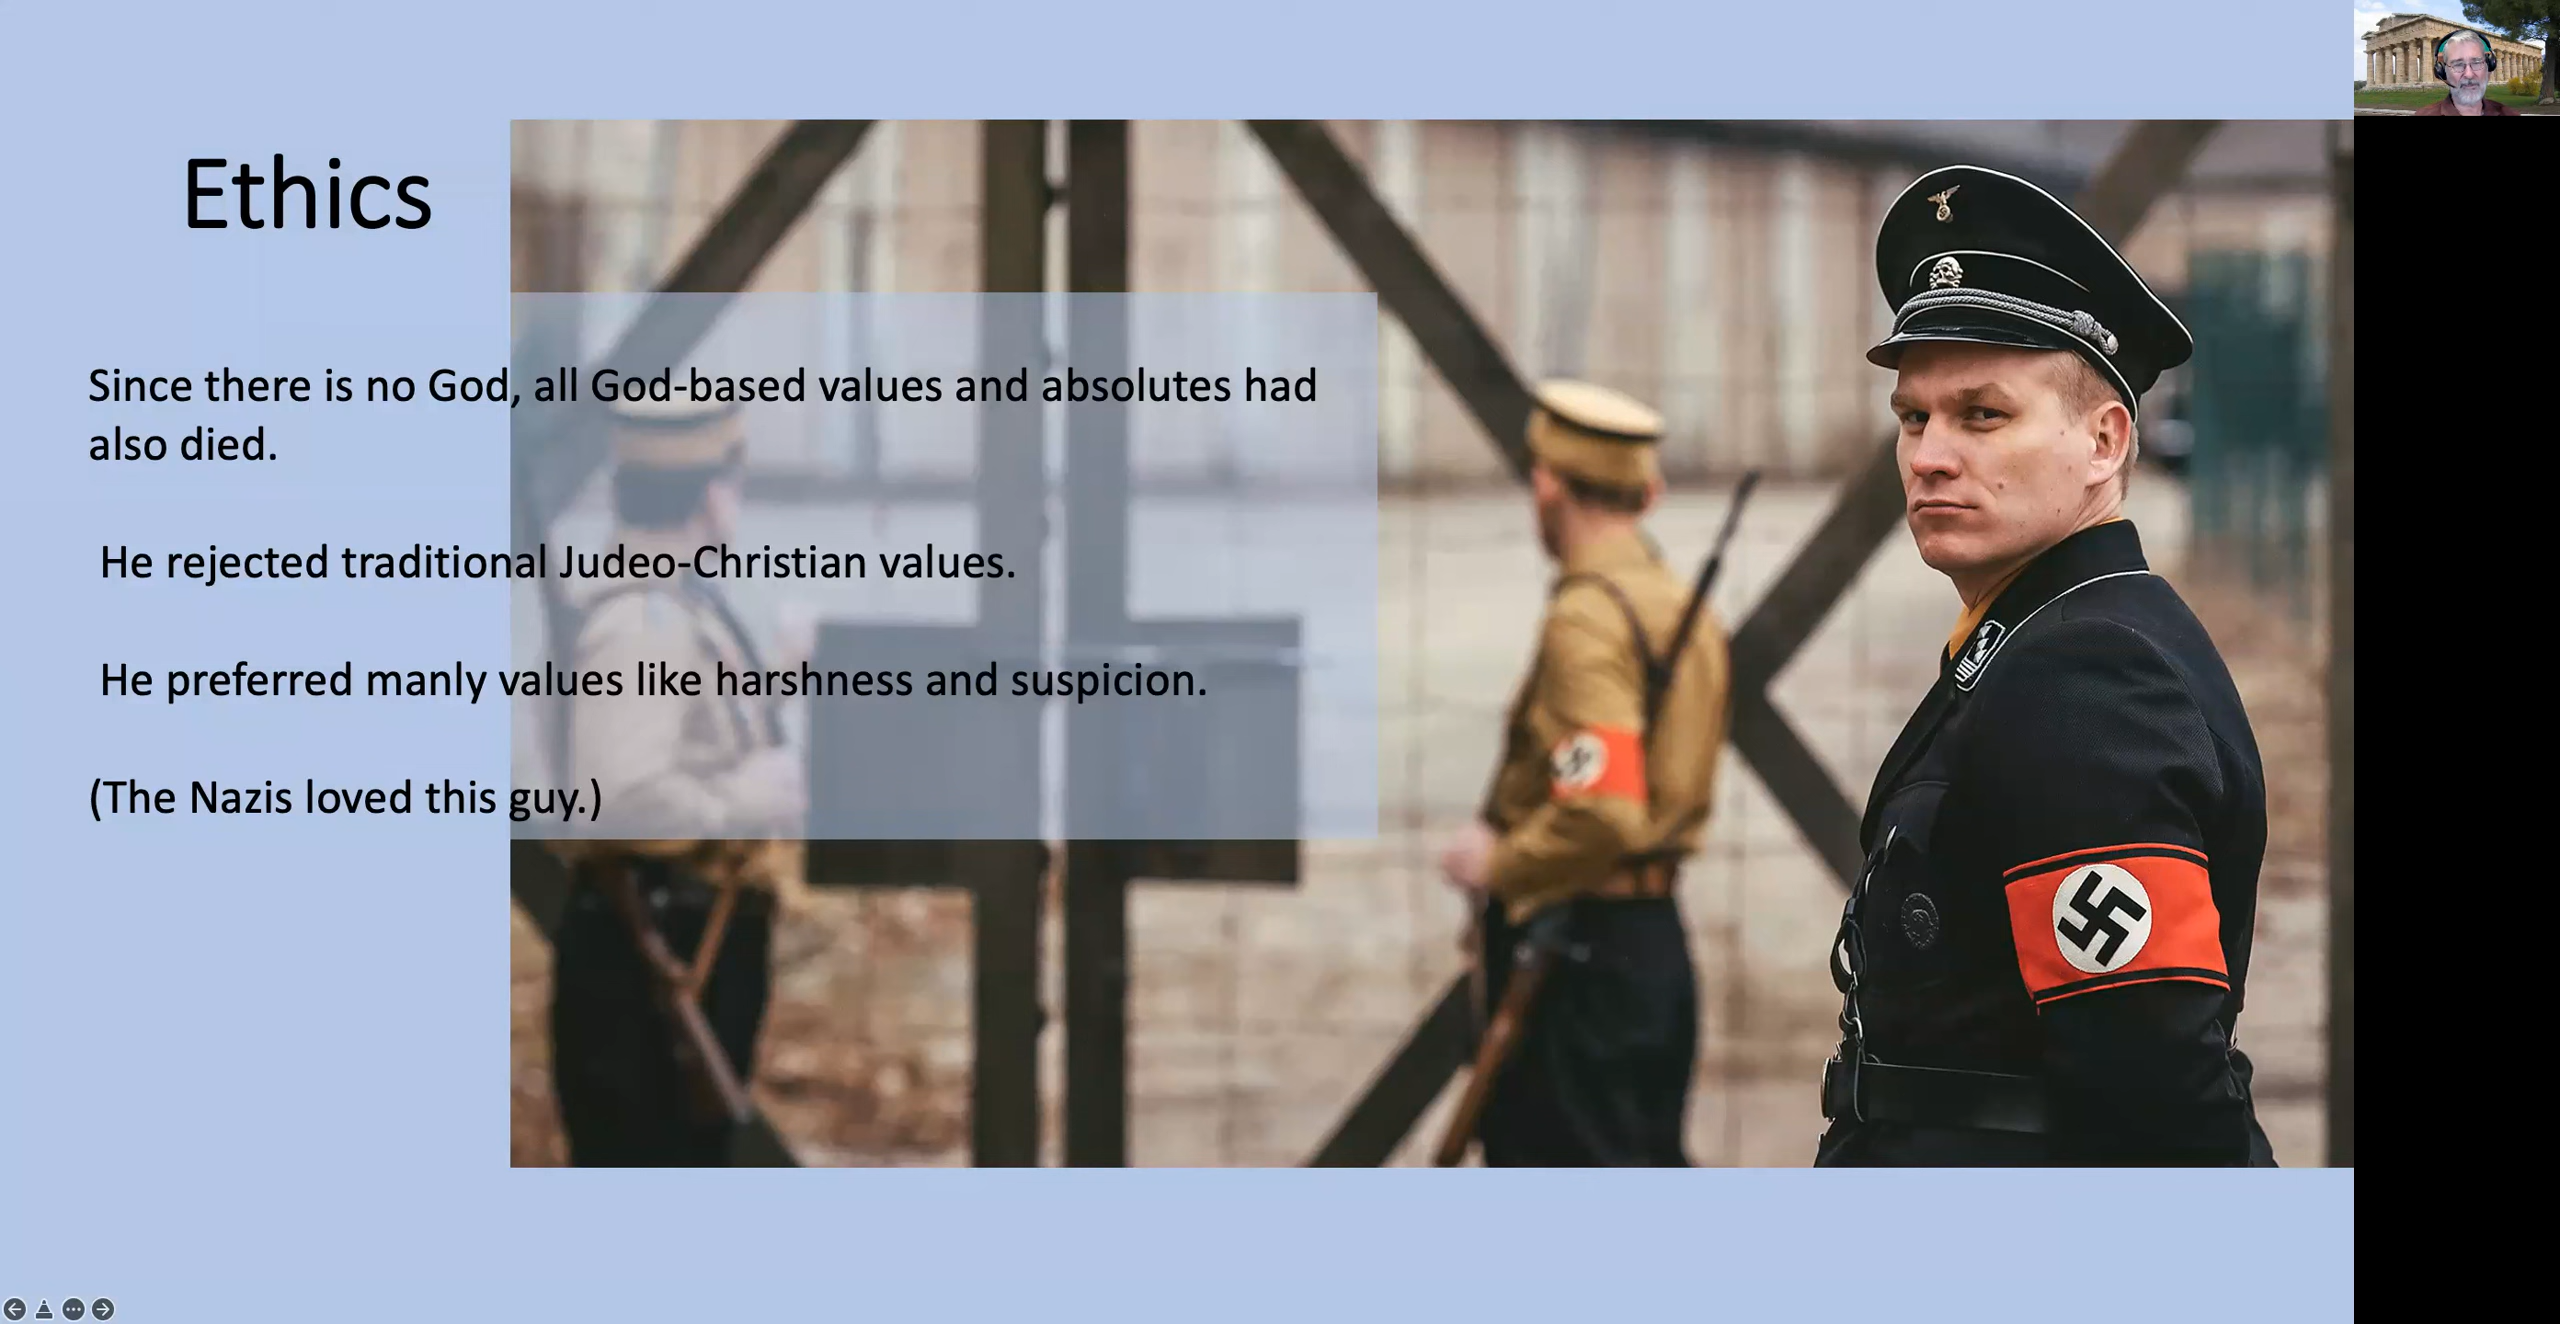 Ethics
Since there is no God, all God-based values and absolutes had
also died.
He rejected traditional Judeo-Christian values.
He preferred manly values like harshness and suspicion.
(The Nazis loved this guy.)